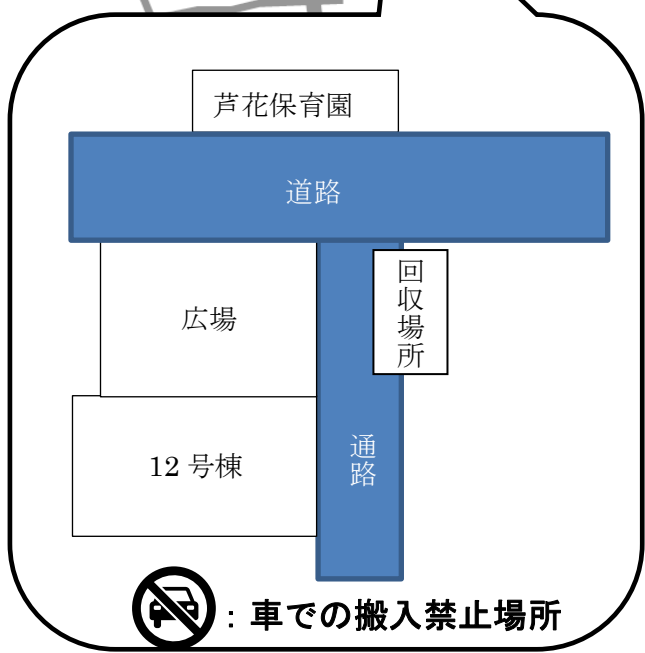 芦花保育園
道路
回収場所
広場
通路
12 号棟
：車での搬入禁止場所